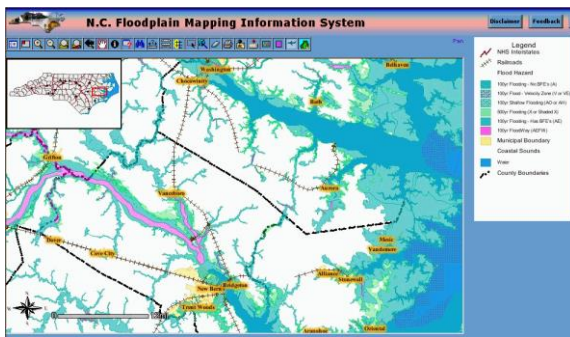 N.C. Floodplain Mapping Information System
Disclaimer
Feedback
Pan
Legend
NHS Interstates
Railroads
Flood Hazard
100yr Flooding - No BFE's (A)
100yr Flood - Velocity Zone (V or VE)
100yr Shallow Flooding (AO or AH)
500yr Flooding (X or Shaded X)
100yr Flooding - Has BFE's (AE)
100yr FloodWay (AEFW)
Municipal Boundary
Coastal Sounds
Water
County Boundaries
Washington
Belhaven
Chocowinity
Bath
Grifton
Vanceboro
Aurora
Dover
Cove City
Mesic
Vandemere
Alliance
Stonewall
Bridgeton
New Bern
Trent Woods
Arapahoe
Oriental
0